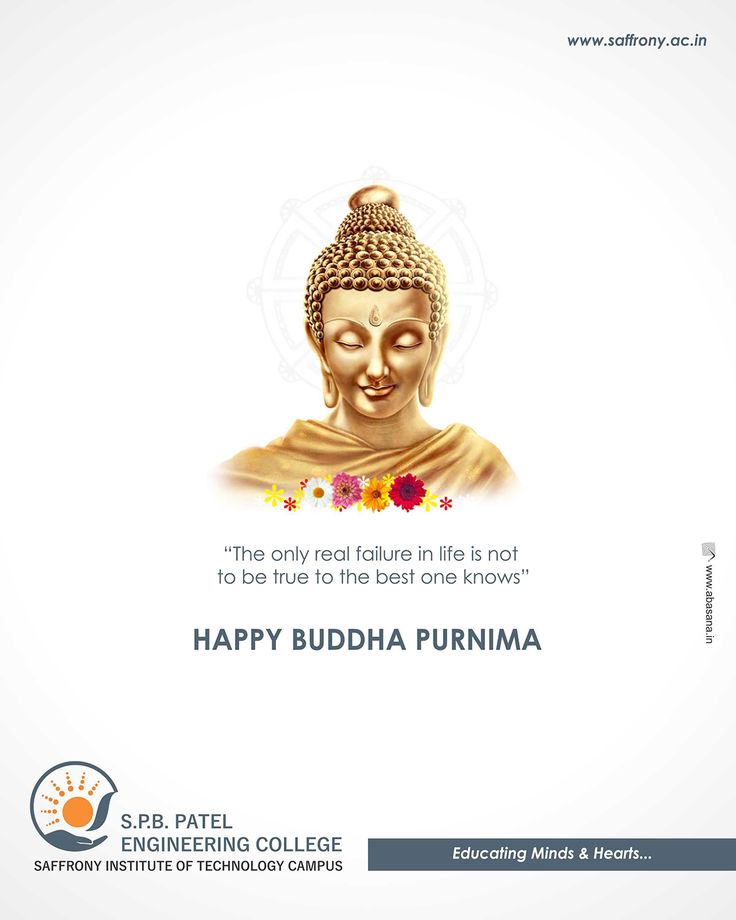 www.saffrony.ac.in
“The only real failure in life is not
to be true to the best one knows”
HAPPY BUDDHA PURNIMA
www.abasana.in
S.P.B. PATEL
ENGINEERING COLLEGE
SAFFRONY INSTITUTE OF TECHNOLOGY CAMPUS
Educating Minds & Hearts...